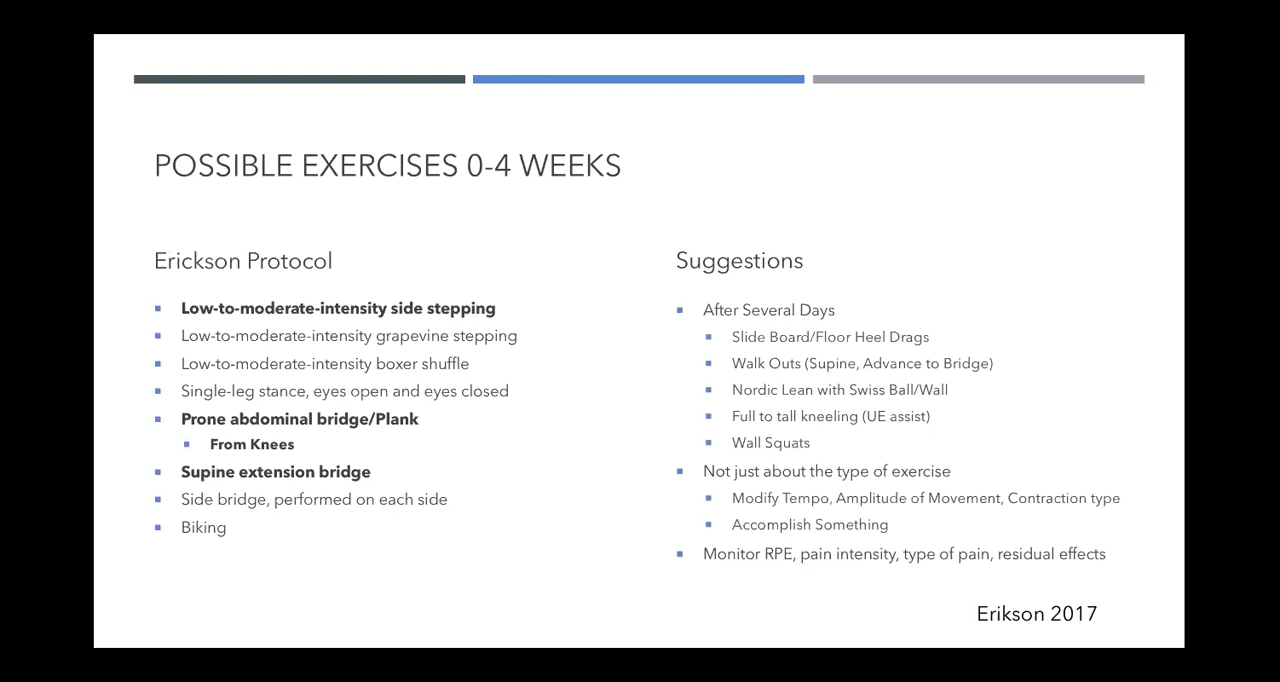 POSSIBLE EXERCISES 0-4 WEEKS
Erickson Protocol
Low-to-moderate-intensity side stepping
Low-to-moderate-intensity grapevine stepping
Low-to-moderate-intensity boxer shuffle
Single-leg stance, eyes open and eyes closed
Prone abdominal bridge/Plank
From Knees
Supine extension bridge
Side bridge, performed on each side
Biking
Suggestions
After Several Days
Slide Board/Floor Heel Drags
Walk Outs (Supine, Advance to Bridge)
Nordic Lean with Swiss Ball/Wall
Full to tall kneeling (UE assist)
Wall Squats
Not just about the type of exercise
Modify Tempo, Amplitude of Movement, Contraction type
Accomplish Something
Monitor RPE, pain intensity, type of pain, residual effects
Erikson 2017